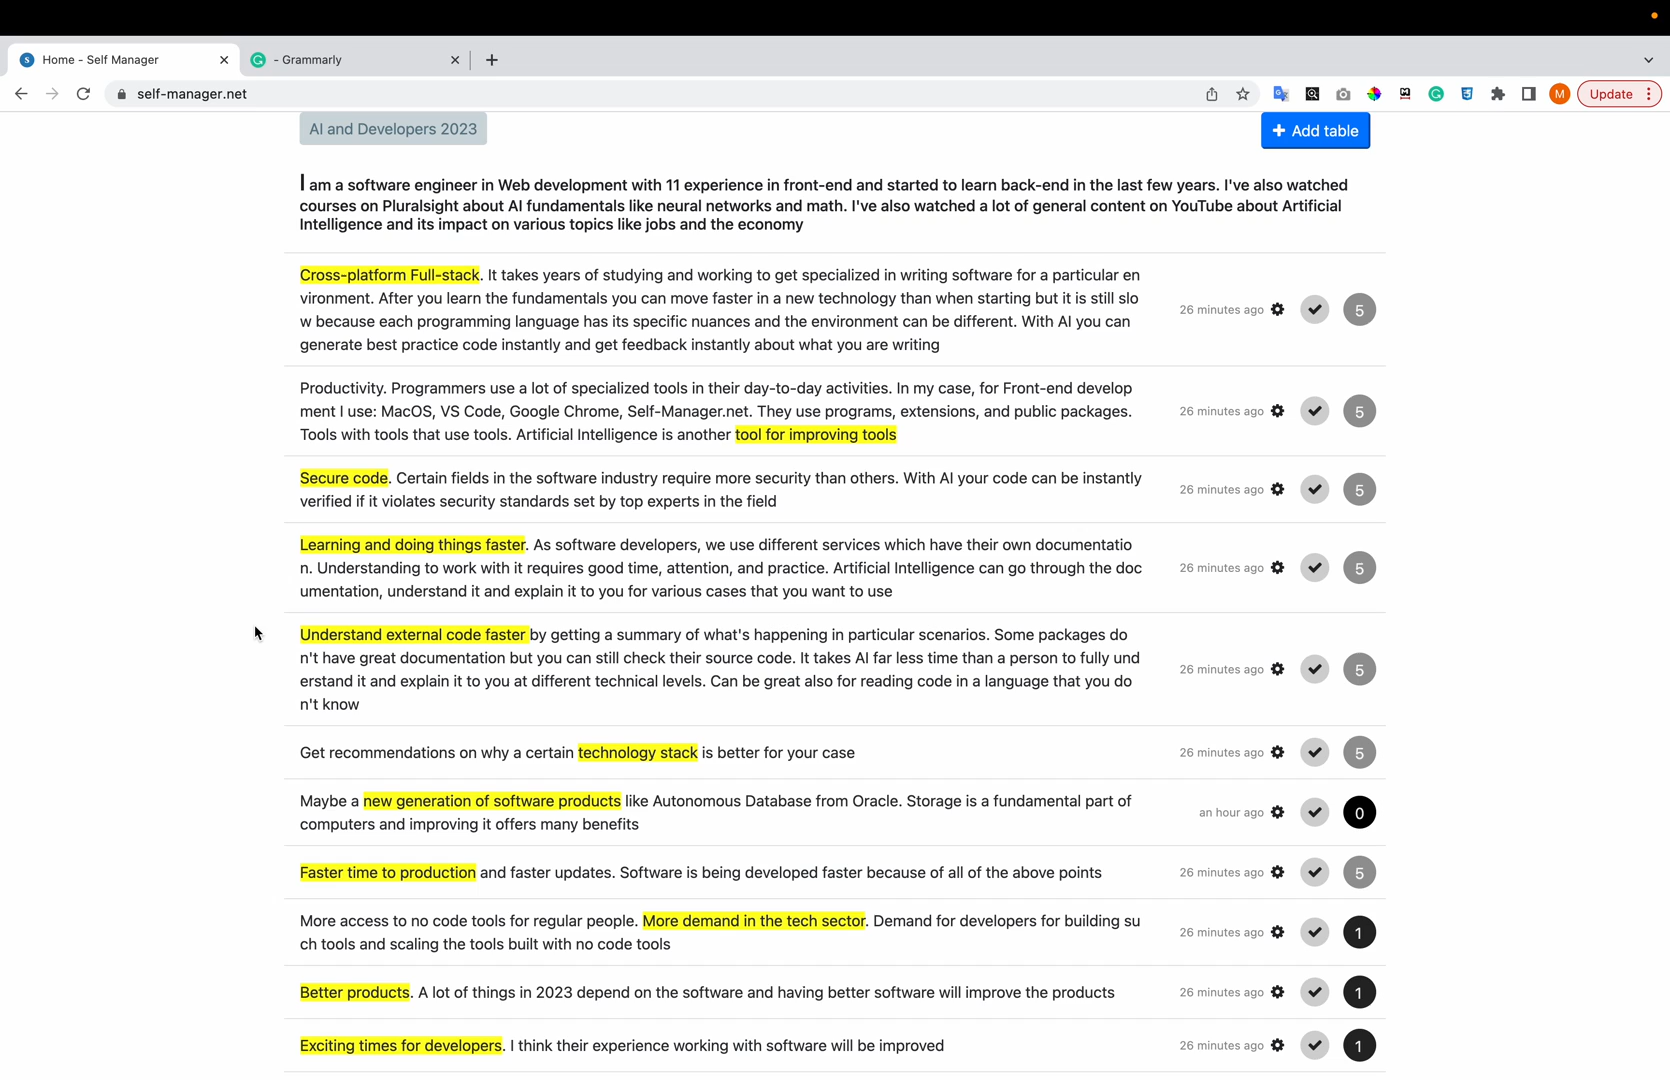 Home - Self Manager
- Grammarly
self-manager.net
M
Update
AI and Developers 2023
+ Add table
I am a software engineer in Web development with 11 experience in front-end and started to learn back-end in the last few years. I've also watched
courses on Pluralsight about AI fundamentals like neural networks and math. I've also watched a lot of general content on YouTube about Artificial
Intelligence and its impact on various topics like jobs and the economy
Cross-platform Full-stack. It takes years of studying and working to get specialized in writing software for a particular en
vironment. After you learn the fundamentals you can move faster in a new technology than when starting but it is still slo
w because each programming language has its specific nuances and the environment can be different. With AI you can
generate best practice code instantly and get feedback instantly about what you are writing
26 minutes ago
5
Productivity. Programmers use a lot of specialized tools in their day-to-day activities. In my case, for Front-end develop
ment I use: MacOS, VS Code, Google Chrome, Self-Manager.net. They use programs, extensions, and public packages.
Tools with tools that use tools. Artificial Intelligence is another tool for improving tools
26 minutes ago
5
Secure code. Certain fields in the software industry require more security than others. With AI your code can be instantly
verified if it violates security standards set by top experts in the field
26 minutes ago
5
Learning and doing things faster. As software developers, we use different services which have their own documentatio
n. Understanding to work with it requires good time, attention, and practice. Artificial Intelligence can go through the doc
umentation, understand it and explain it to you for various cases that you want to use
26 minutes ago
5
Understand external code faster by getting a summary of what's happening in particular scenarios. Some packages do
n't have great documentation but you can still check their source code. It takes AI far less time than a person to fully und
erstand it and explain it to you at different technical levels. Can be great also for reading code in a language that you do
n't know
26 minutes ago
5
Get recommendations on why a certain technology stack is better for your case
26 minutes ago
5
Maybe a new generation of software products like Autonomous Database from Oracle. Storage is a fundamental part of
computers and improving it offers many benefits
an hour ago
0
Faster time to production and faster updates. Software is being developed faster because of all of the above points
26 minutes ago
5
More access to no code tools for regular people. More demand in the tech sector. Demand for developers for building su
ch tools and scaling the tools built with no code tools
26 minutes ago
1
Better products. A lot of things in 2023 depend on the software and having better software will improve the products
26 minutes ago
1
Exciting times for developers. I think their experience working with software will be improved
26 minutes ago
1